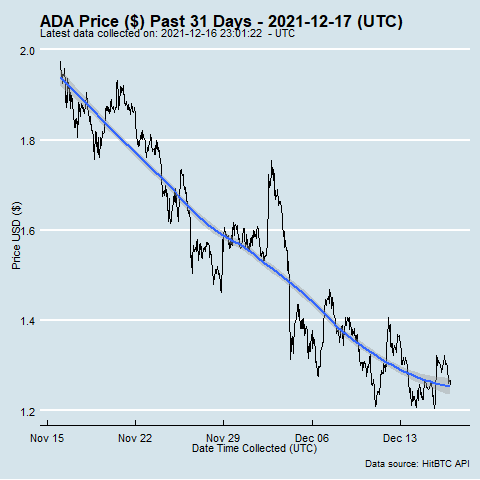 ADA Price ($) Past 31 Days - 2021-12-17 (UTC)
Latest data collected on: 2021-12-16 23:01:22  - UTC
2.0
1.8
1.6
1.4
1.2
Price USD ($)
Nov 15 Nov 22 Nov 29 Dec 06 Dec 13
Date Time Collected (UTC)
Data source: HitBTC API